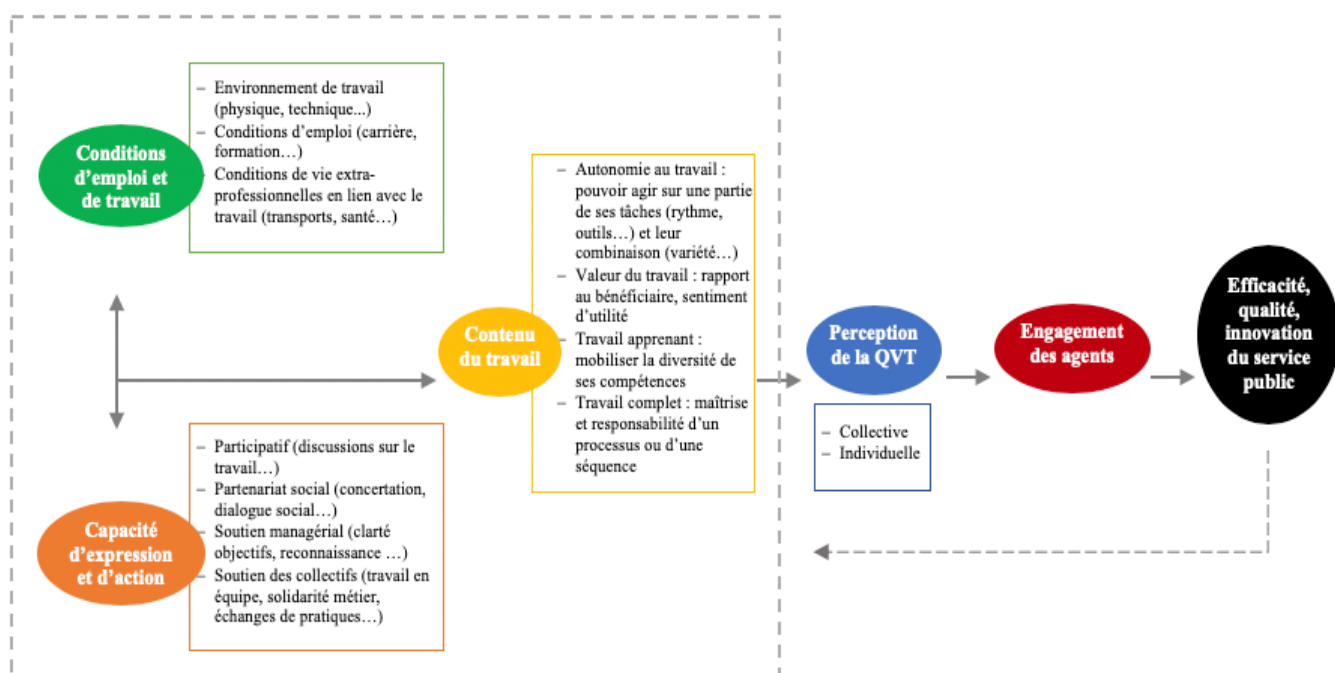 Conditions
d’emploi et
de travail
– Environnement de travail
(physique, technique...)
– Conditions d’emploi (carrière,
formation…)
– Conditions de vie extra-
professionnelles en lien avec le
travail (transports, santé…)
Capacité
d’expression
et d’action
– Participatif (discussions sur le
travail…)
– Partenariat social (concertation,
dialogue social…)
– Soutien managérial (clarté
objectifs, reconnaissance …)
– Soutien des collectifs (travail en
équipe, solidarité métier,
échanges de pratiques…)
Contenu
du travail
– Autonomie au travail :
pouvoir agir sur une partie
de ses tâches (rythme,
outils…) et leur
combinaison (variété…)
– Valeur du travail : rapport
au bénéficiaire, sentiment
d’utilité
– Travail apprenant :
mobiliser la diversité de
ses compétences
– Travail complet : maîtrise
et responsabilité d’un
processus ou d’une
séquence
Perception
de la QVT
– Collective
– Individuelle
Engagement
des agents
Efficacité,
qualité,
innovation
du service
public